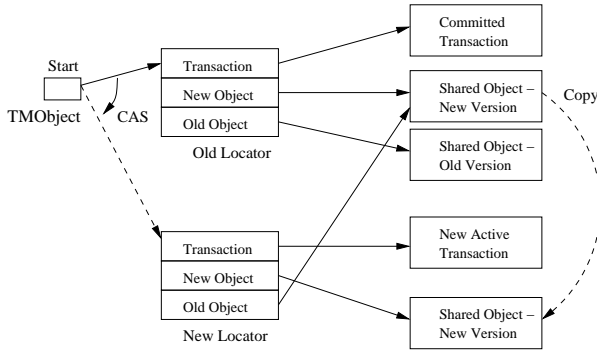 Start
TMObject
CAS
Transaction
New Object
Old Object
Old Locator
Committed
Transaction
Shared Object –
New Version
Copy
Shared Object –
Old Version
Transaction
New Object
Old Object
New Locator
New Active
Transaction
Shared Object –
New Version